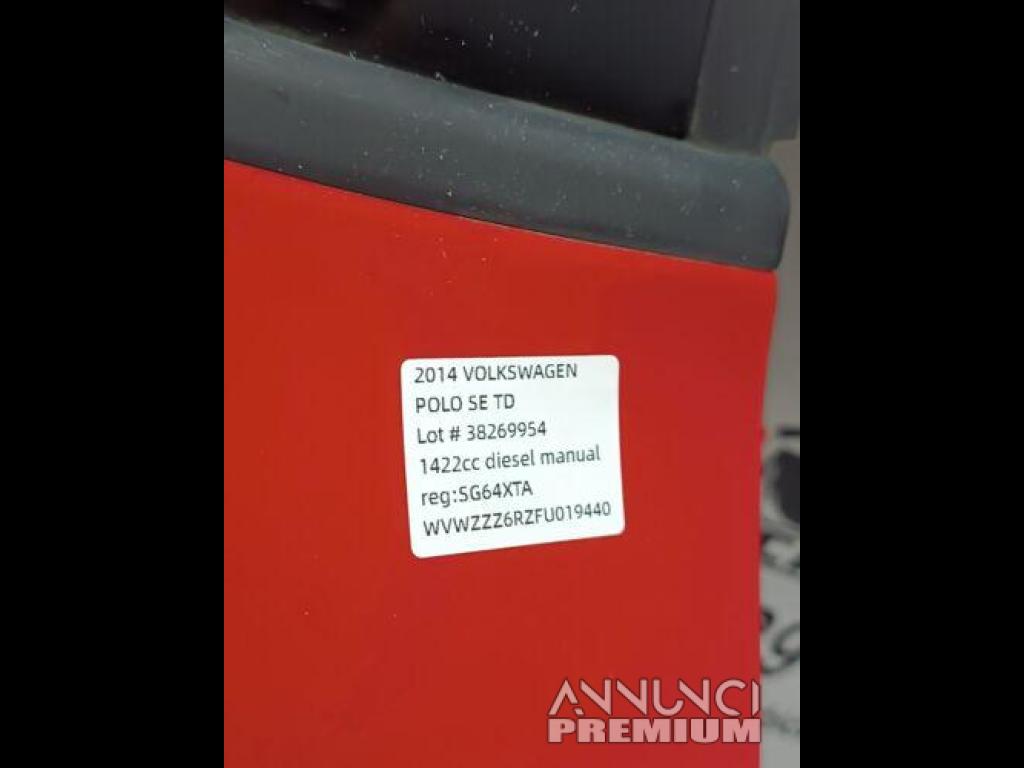 2014 VOLKSWAGEN
POLO SE TD
Lot # 38269954
1422cc diesel manual
reg:SG64XTA
WVWZZZ6RZFU019440
ANNUNCI
PREMIUM